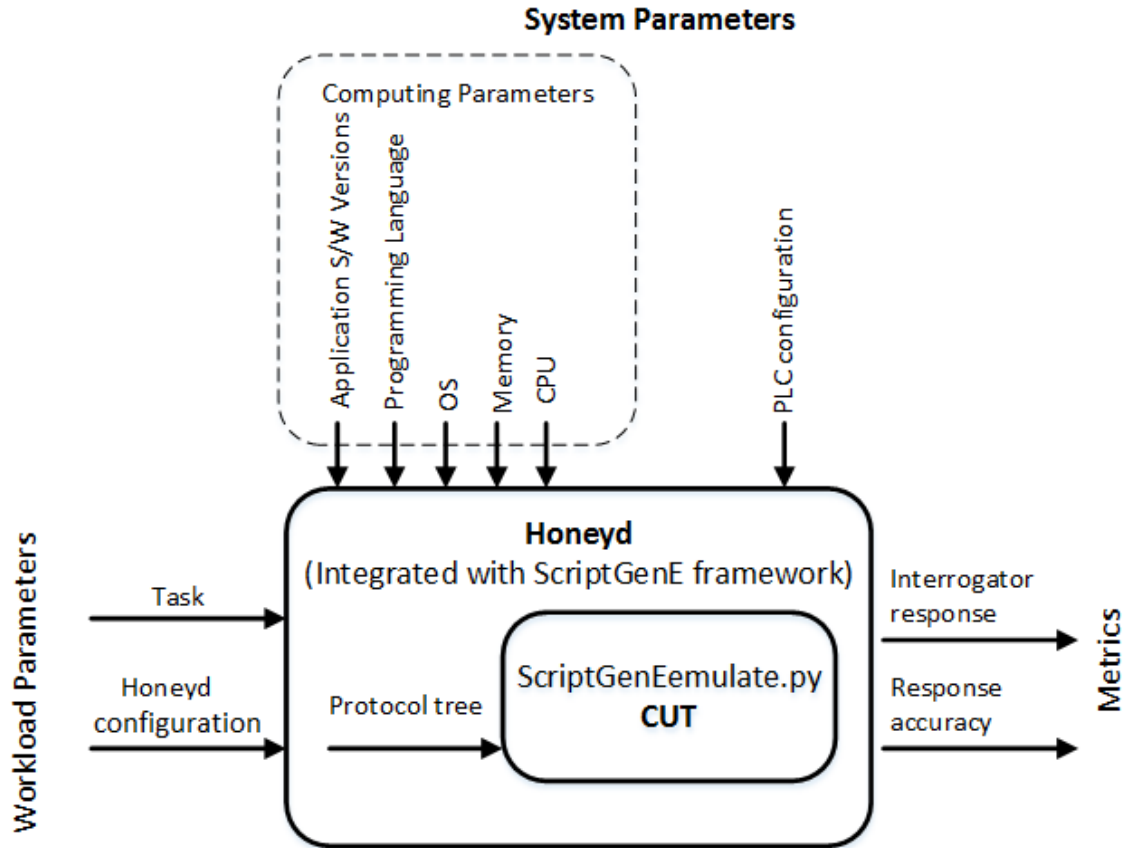 System Parameters
Computing Parameters
Application S/W Versions
Programming Language
OS
Memory
CPU
PLC configuration
Workload Parameters
Task
Honeyd
configuration
Honeyd
(Integrated with ScriptGenE framework)
Protocol tree
ScriptGenEemulate.py
CUT
Interrogator
response
Response
accuracy
Metrics